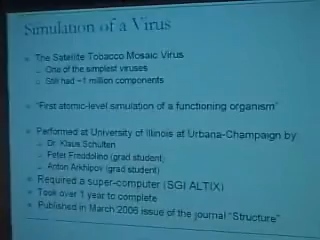 Simulation of a Virus
The Satellite Tobacco Mosaic Virus
One of the simplest viruses
Still had ~1 million components
"First atomic-level simulation of a functioning organism"
Performed at University of Illinois at Urbana-Champaign by:
Dr. Klaus Schulten
Peter Freddolino (grad student)
Anton Arkhipov (grad student)
Required a super-computer (SGI ALTIX)
Took over 1 year to complete
Published in March 2006 issue of the journal "Structure"